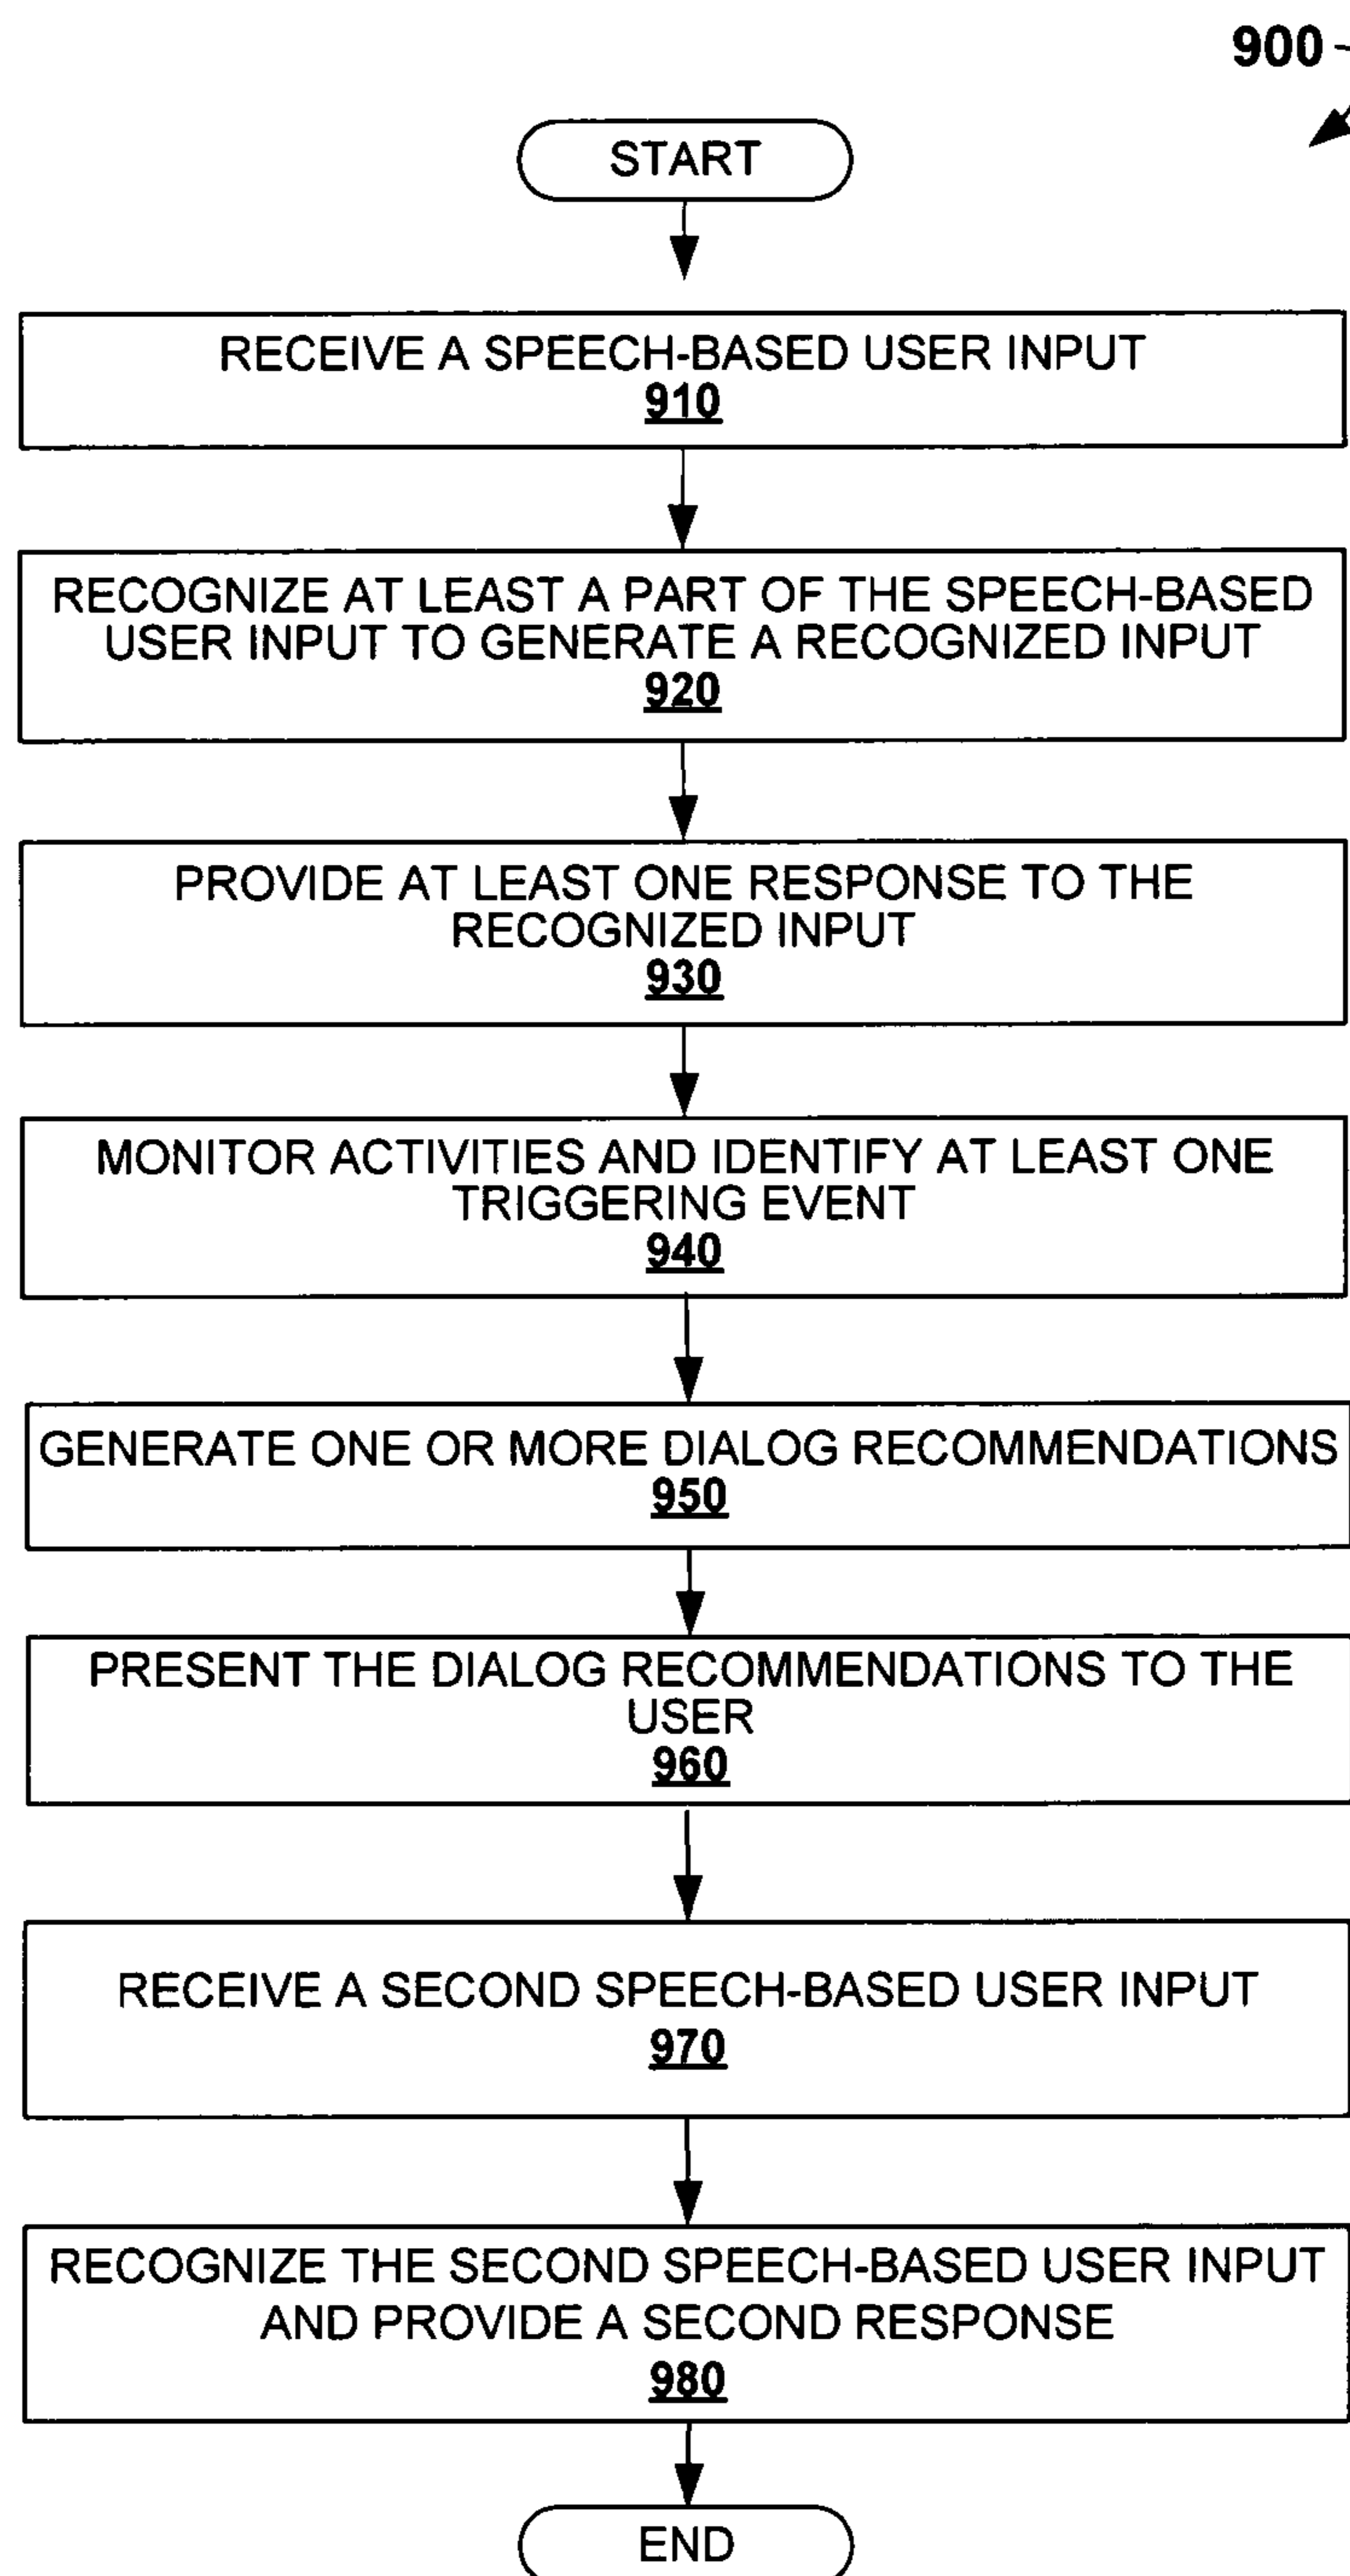 900
START
RECEIVE A SPEECH-BASED USER INPUT
910
RECOGNIZE AT LEAST A PART OF THE SPEECH-BASED
USER INPUT TO GENERATE A RECOGNIZED INPUT
920
PROVIDE AT LEAST ONE RESPONSE TO THE
RECOGNIZED INPUT
930
MONITOR ACTIVITIES AND IDENTIFY AT LEAST ONE
TRIGGERING EVENT
940
GENERATE ONE OR MORE DIALOG RECOMMENDATIONS
950
PRESENT THE DIALOG RECOMMENDATIONS TO THE
USER
960
RECEIVE A SECOND SPEECH-BASED USER INPUT
970
RECOGNIZE THE SECOND SPEECH-BASED USER INPUT
AND PROVIDE A SECOND RESPONSE
980
END